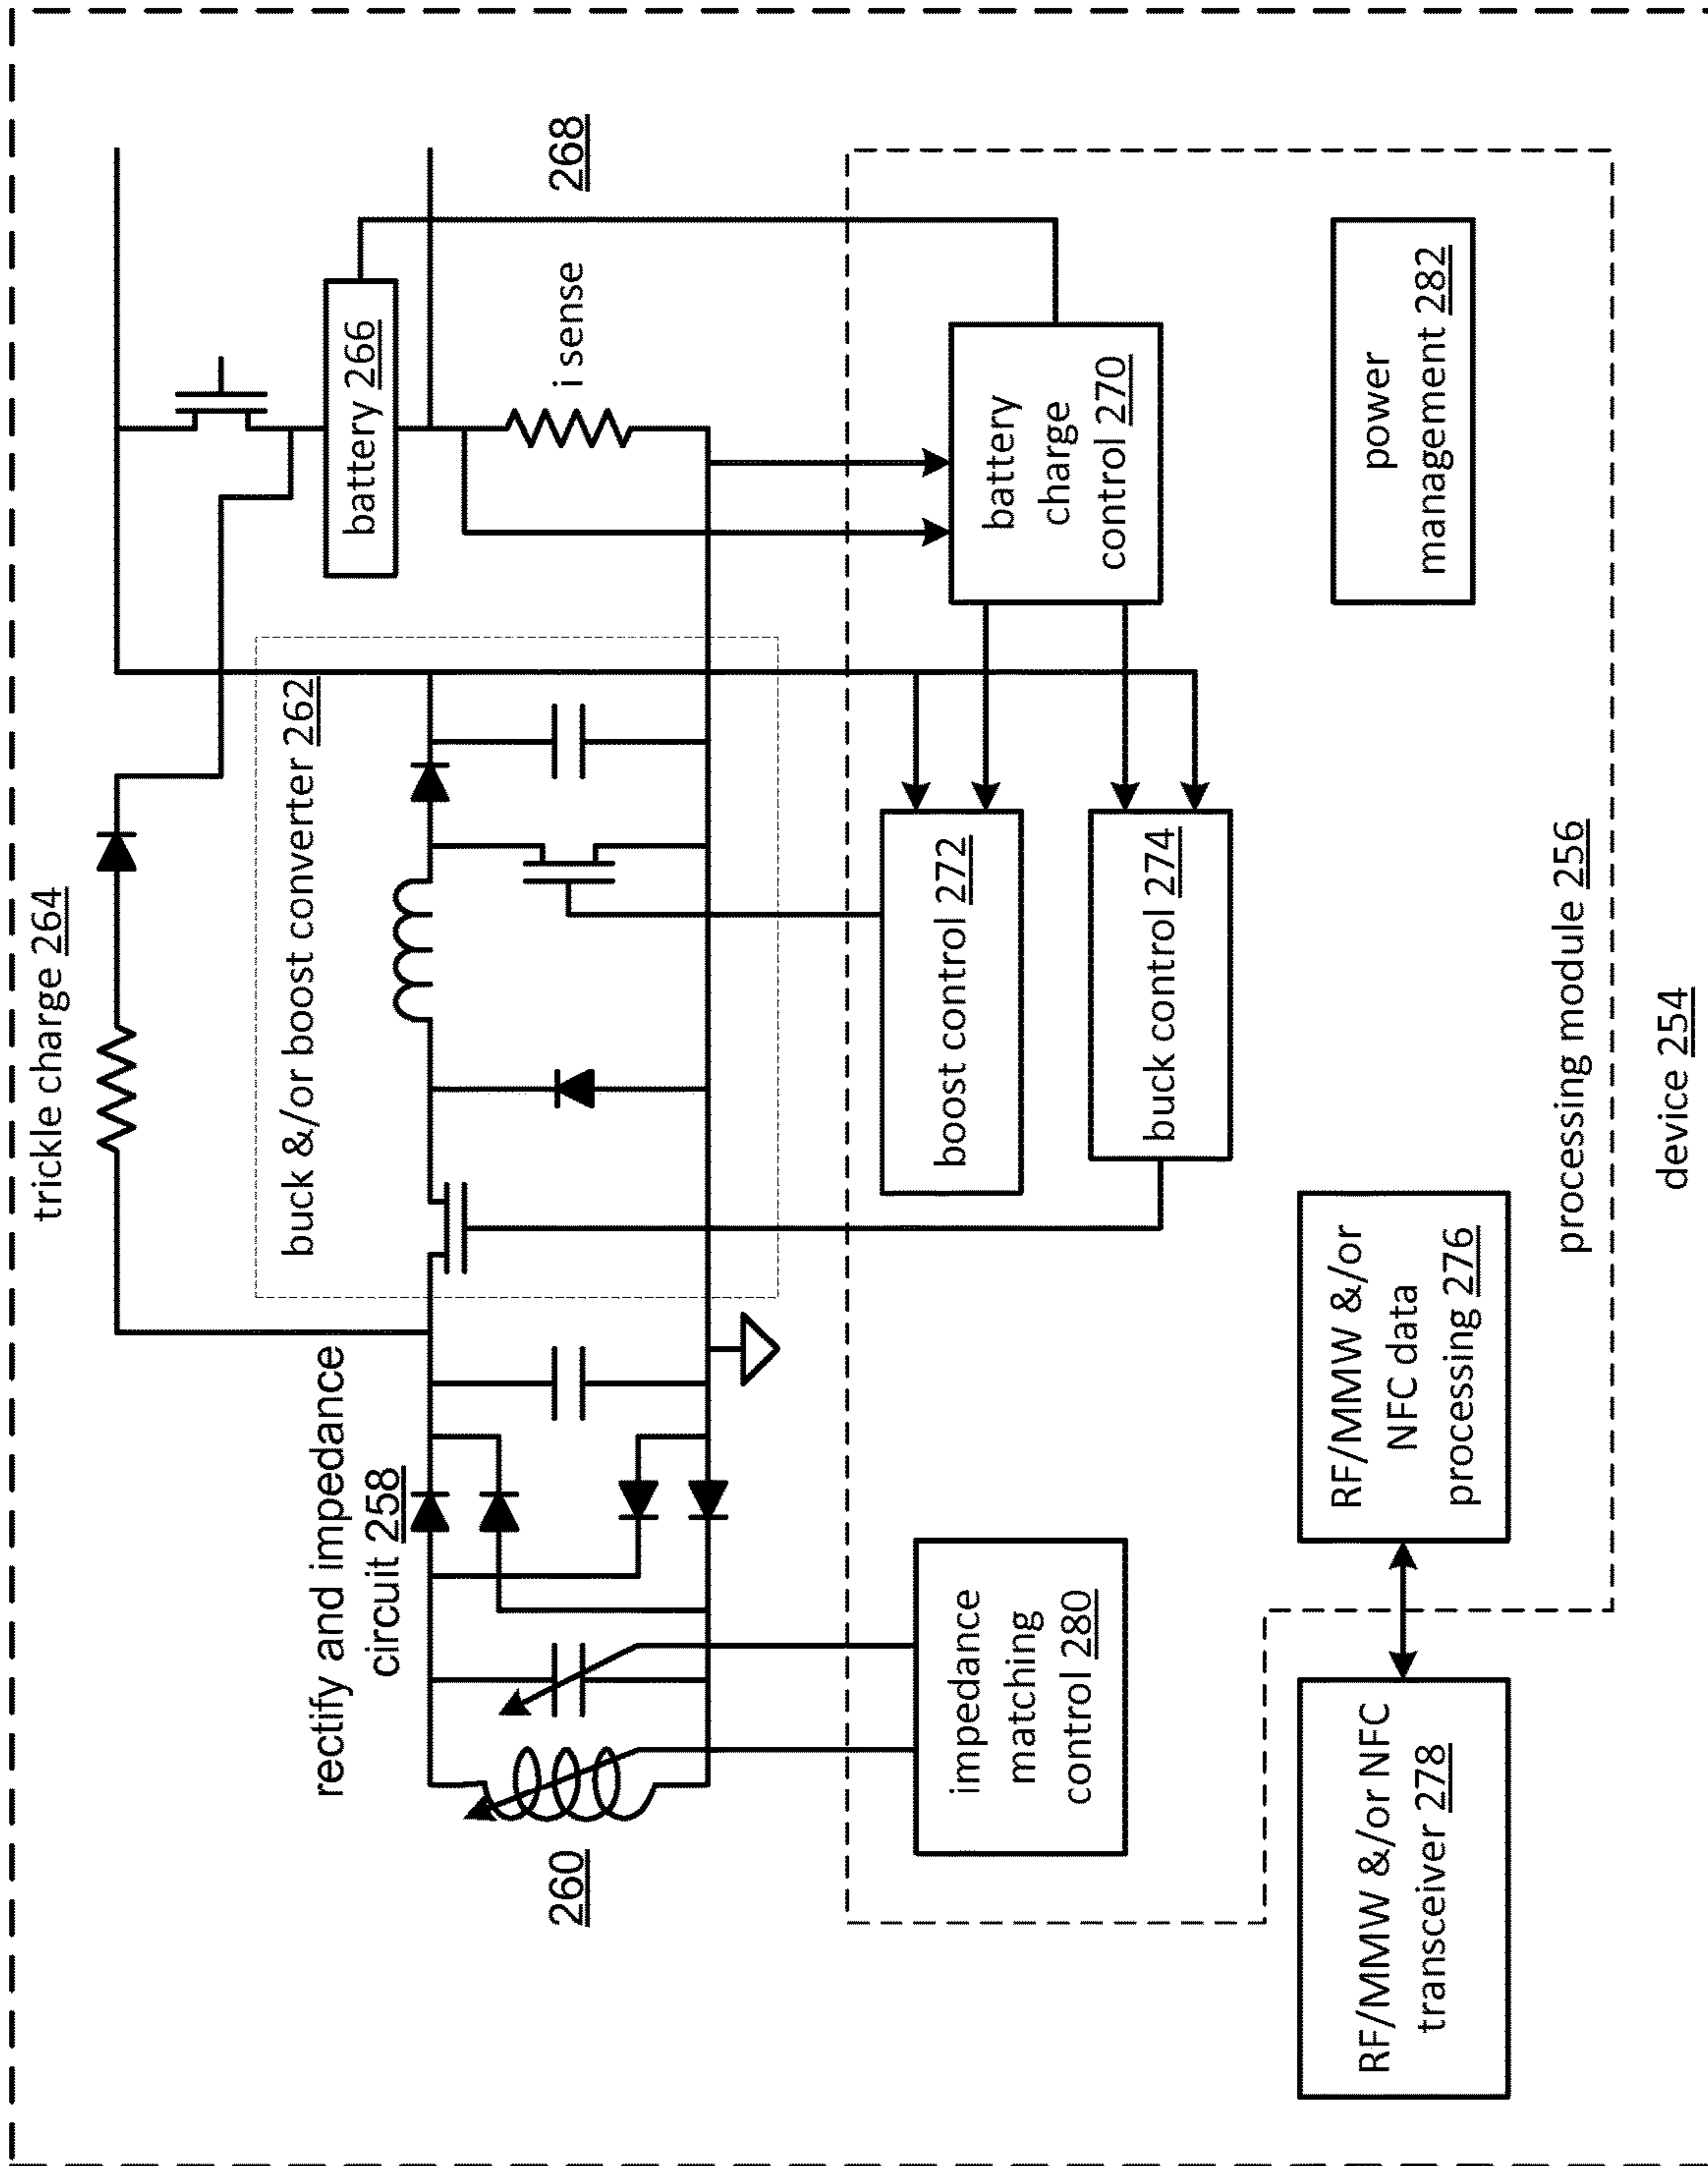 trickle charge 264
rectify and impedance
circuit 258
buck &/or boost converter 262
battery 266
260
i sense
268
impedance
matching
control 280
boost control 272
buck control 274
battery
charge
control 270
RF/MMW &/or NFC
transceiver 278
RF/MMW &/or
NFC data
processing 276
power
management 282
processing module 256
device 254